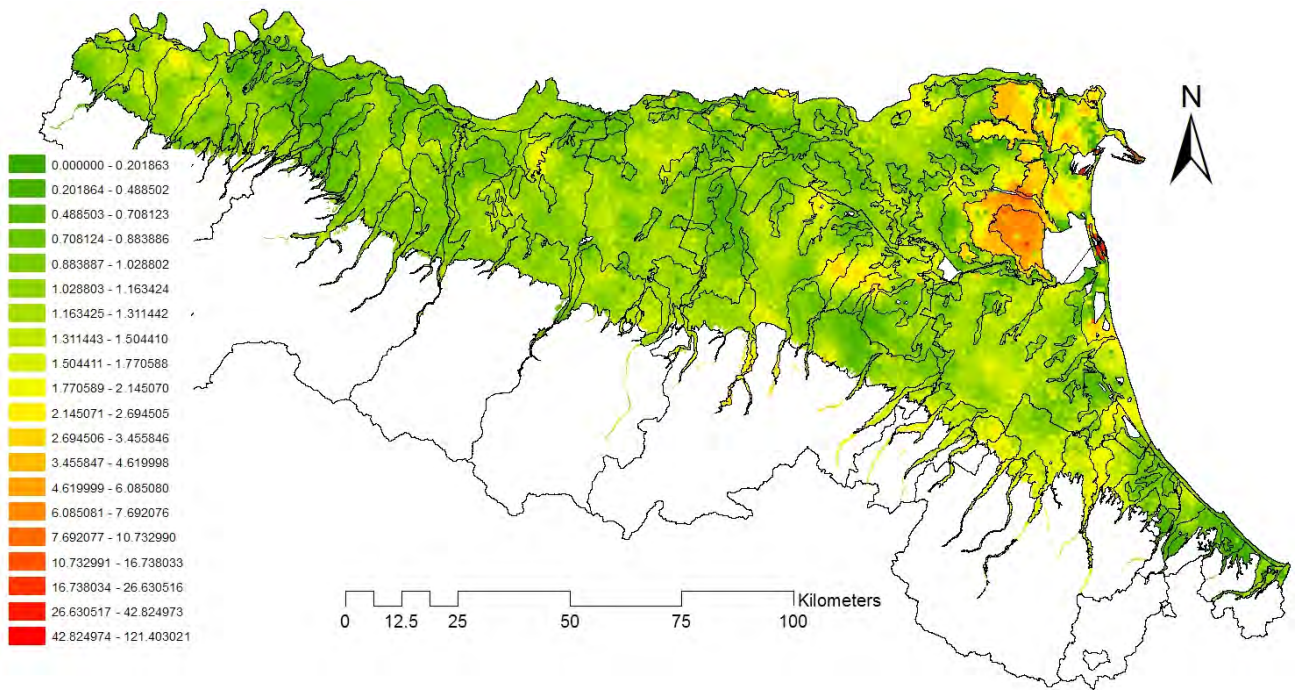 N
0.000000 - 0.201863
0.201864 - 0.488502
0.488503 - 0.708123
0.708124 - 0.883886
0.883887 - 1.028802
1.028803 - 1.163424
1.163425 - 1.311442
1.311443 - 1.504410
1.504411 - 1.770588
1.770589 - 2.145070
2.145071 - 2.694505
2.694506 - 3.455846
3.455847 - 4.619998
4.619999 - 6.085080
6.085081 - 7.692076
7.692077 - 10.732990
10.732991 - 16.738033
16.738034 - 26.630516
26.630517 - 42.824973
42.824974 - 121.403021
Kilometers
0 12.5 25 50 75 100